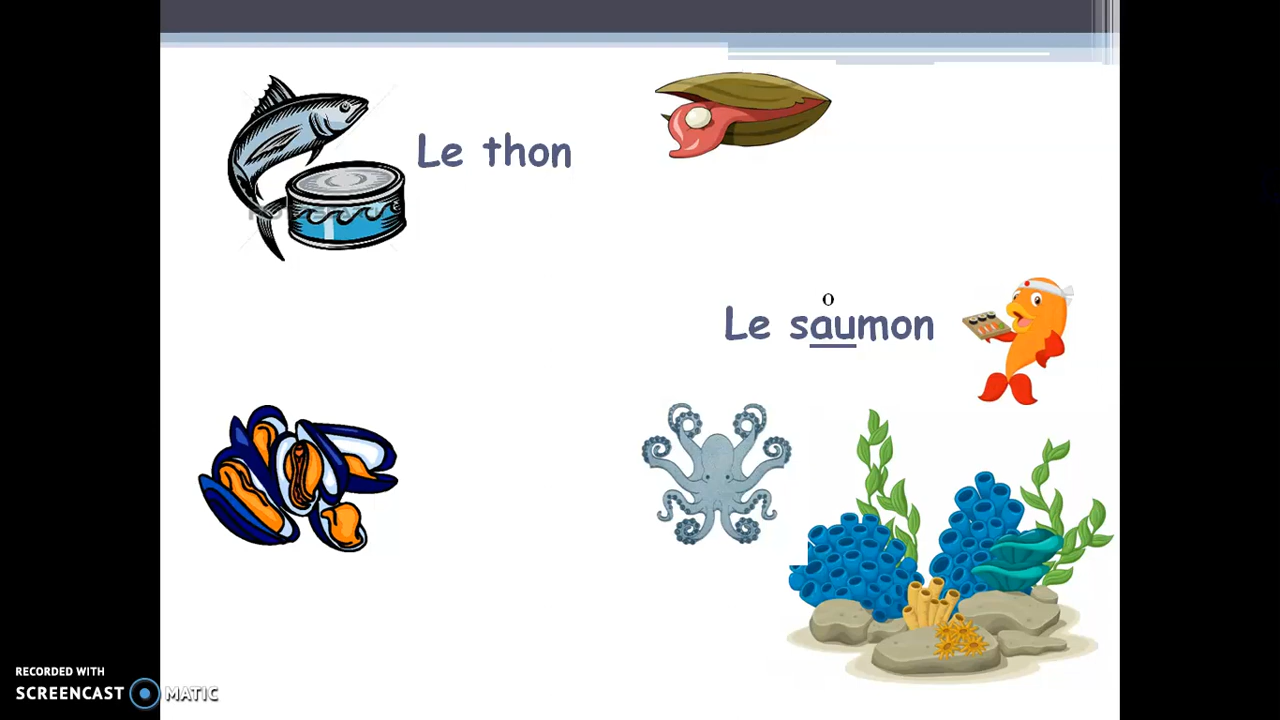 Le thon
o
Le saumon
RECORDED WITH
SCREENCAST MATIC